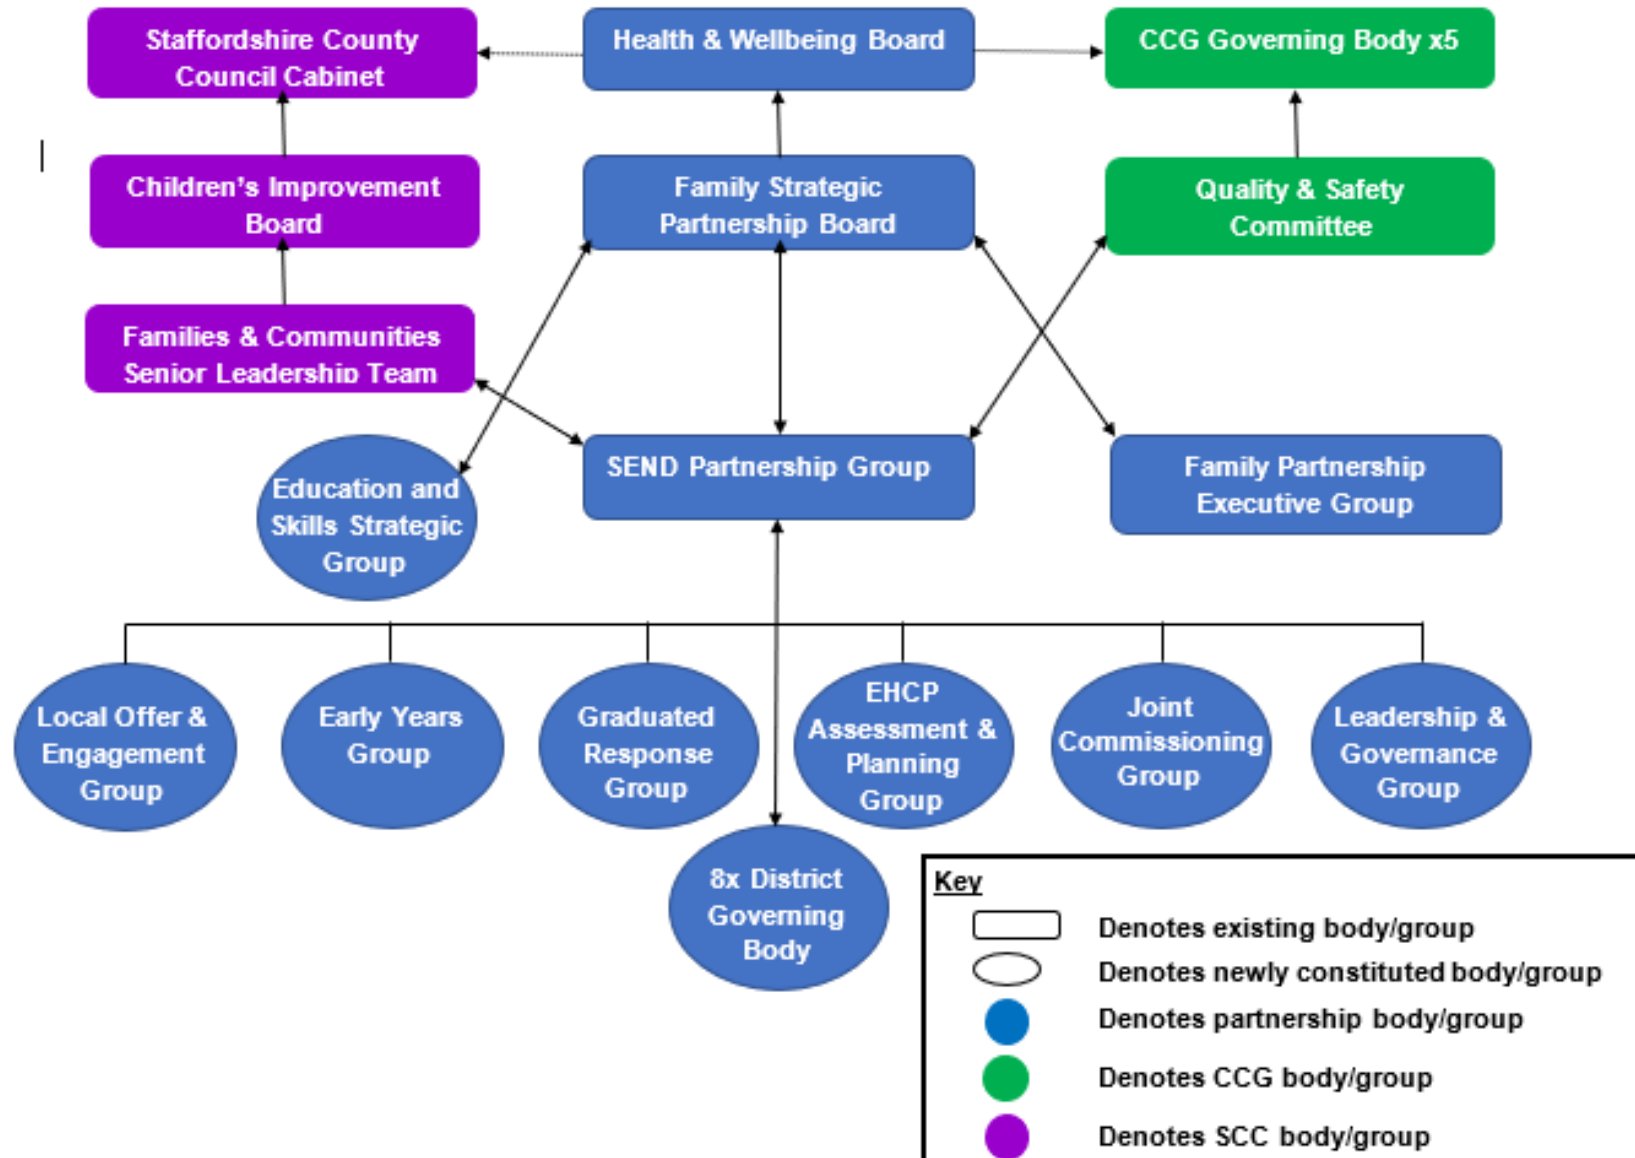 Staffordshire County
Council Cabinet
Health & Wellbeing Board
CCG Governing Body x5
Children's Improvement
Board
Family Strategic
Partnership Board
Quality & Safety
Committee
Families & Communities
Senior Leadership Team
Education and
Skills Strategic
Group
SEND Partnership Group
Family Partnership
Executive Group
Local Offer &
Engagement
Group
Early Years
Group
Graduated
Response
Group
EHCP
Assessment &
Planning
Group
Joint
Commissioning
Group
Leadership &
Governance
Group
8x District
Governing
Body
Key
Denotes existing body/group
Denotes newly constituted body/group
Denotes partnership body/group
Denotes CCG body/group
Denotes SCC body/group